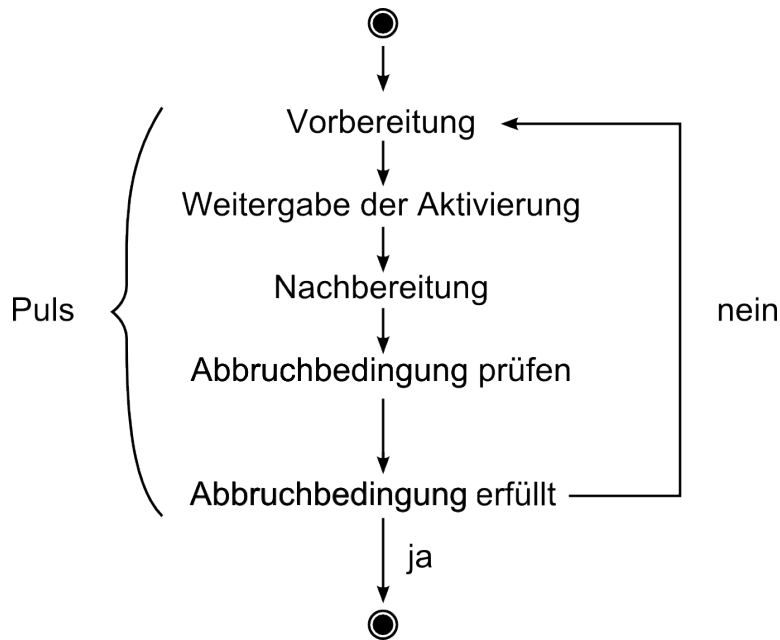 Vorbereitung
Weitergabe der Aktivierung
Nachbereitung
Puls
nein
Abbruchbedingung prüfen
Abbruchbedingung erfüllt
ja